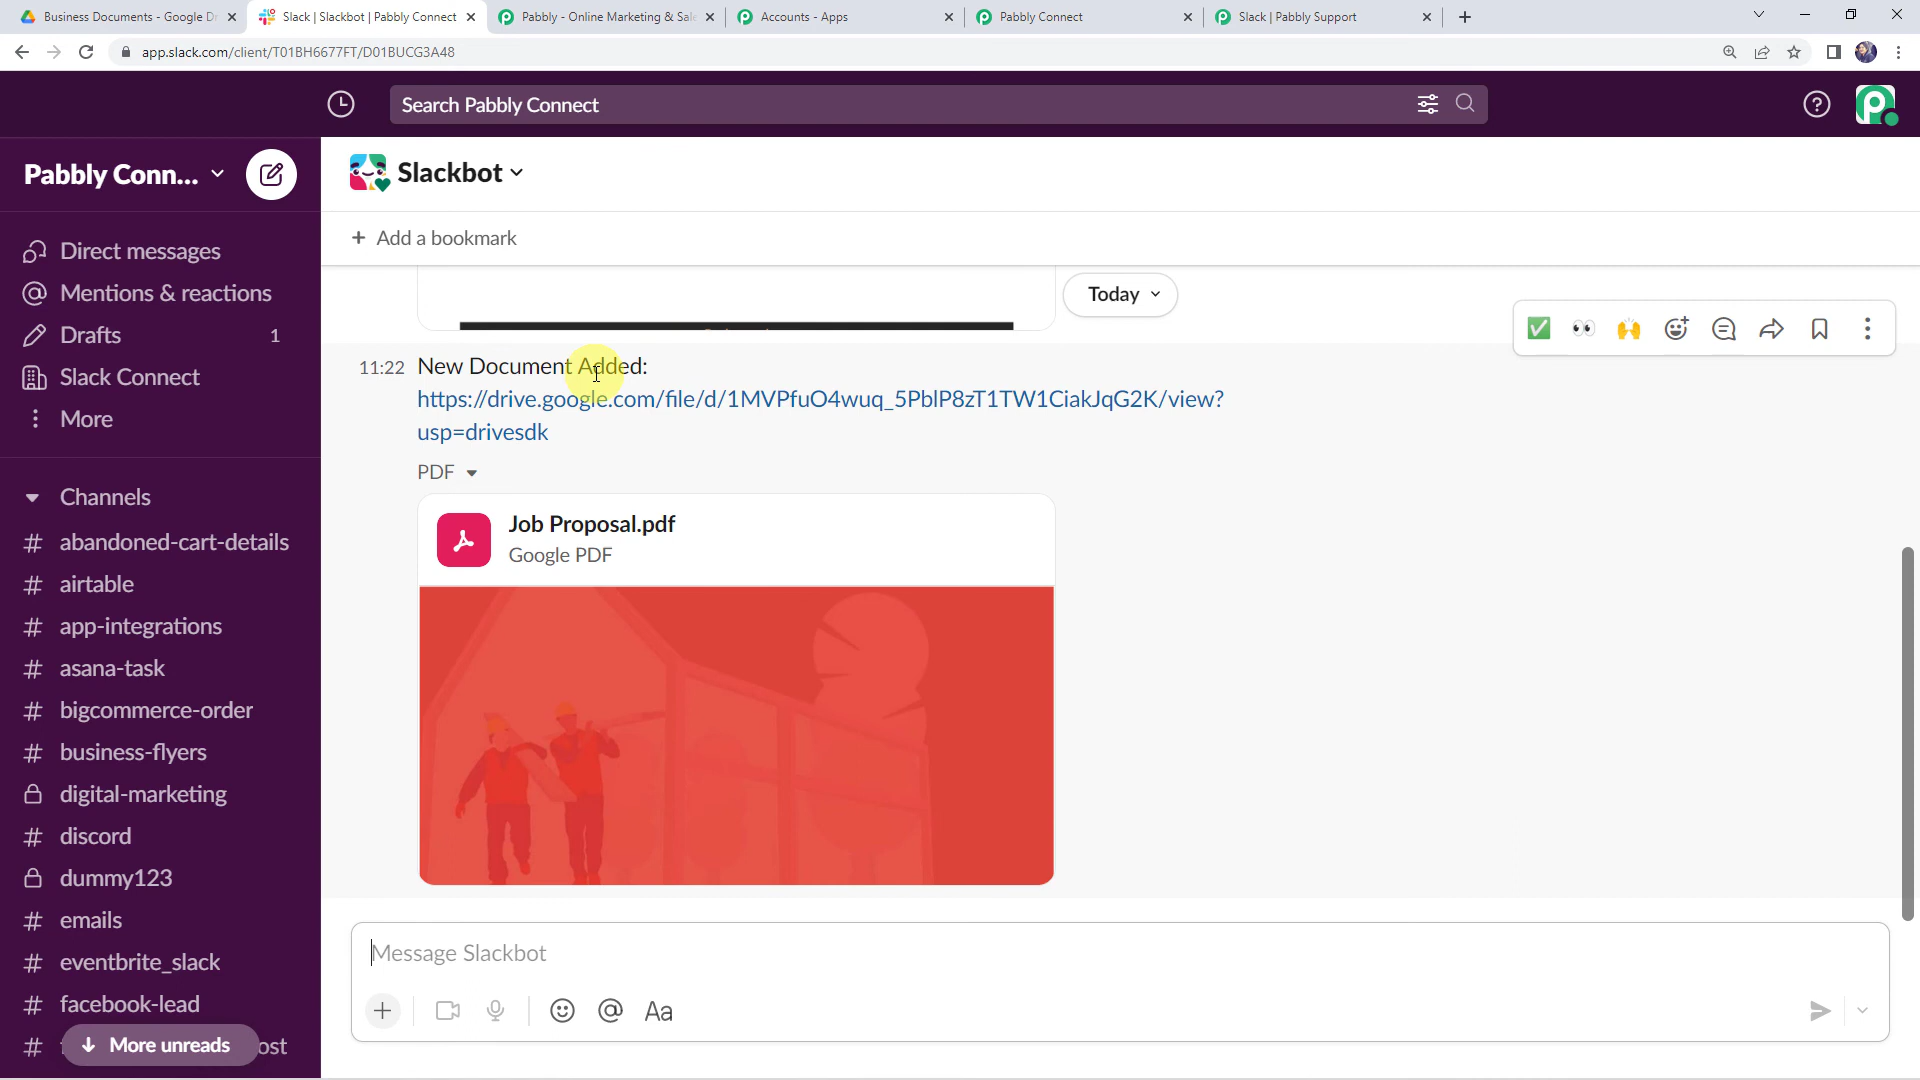 Business Documents - Google Dr
Slack | Slackbot | Pabbly Connect
Pabbly - Online Marketing & Sale
Accounts - Apps
Pabbly Connect
Slack | Pabbly Support
app.slack.com/client/T01BH6677FT/D01BUCG3A48
Search Pabbly Connect
Pabbly Conn...
Slackbot
Add a bookmark
Direct messages
Mentions & reactions
Drafts 1
Slack Connect
More
Channels
# abandoned-cart-details
# airtable
# app-integrations
# asana-task
# bigcommerce-order
# business-flyers
digital-marketing
# discord
dummy123
# emails
# eventbrite_slack
# facebook-lead
# ost
More unreads
Today
11:22 New Document Added:
https://drive.google.com/file/d/1MVPfuO4wuq_5PblP8zT1TW1CiakJqG2K/view?
usp=drivesdk
PDF
Job Proposal.pdf
Google PDF
Message Slackbot
Aa